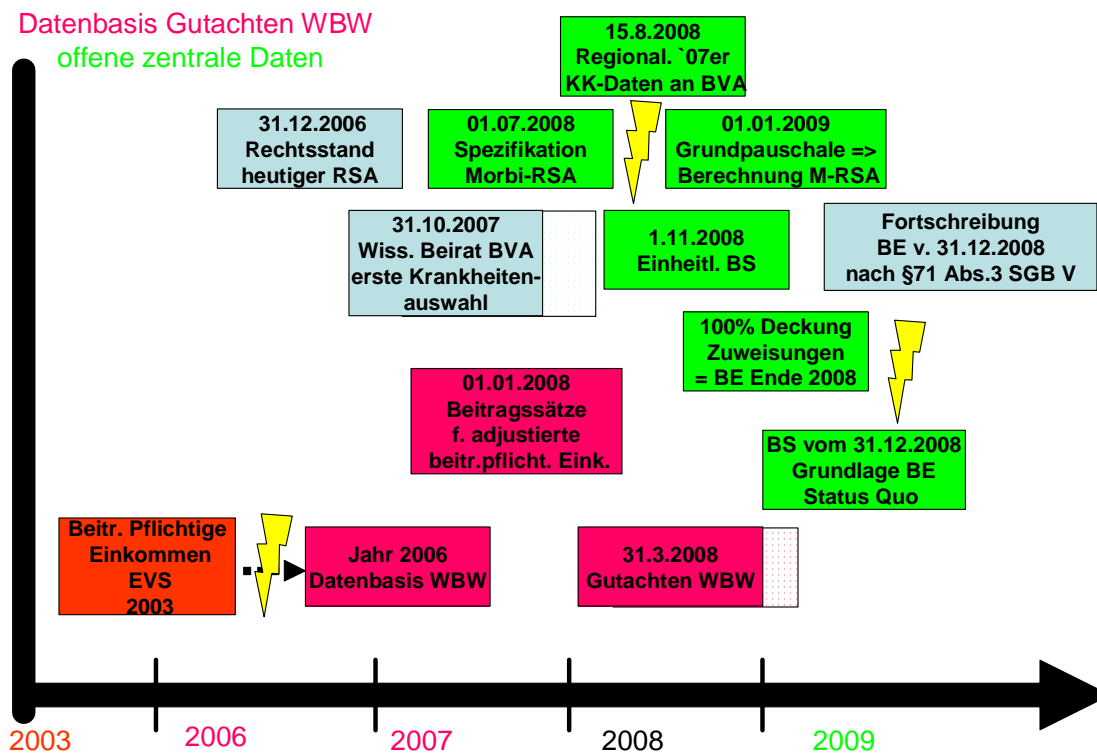 Datenbasis Gutachten WBW
offene zentrale Daten
15.8.2008
Regional. `07er
KK-Daten an BVA
31.12.2006
Rechtsstand
heutiger RSA
01.07.2008
Spezifikation
Morbi-RSA
01.01.2009
Grundpauschale =>
Berechnung M-RSA
31.10.2007
Wiss. Beirat BVA
erste Krankheiten-
auswahl
1.11.2008
Einheitl. BS
Fortschreibung
BE v. 31.12.2008
nach §71 Abs.3 SGB V
100% Deckung
Zuweisungen
= BE Ende 2008
01.01.2008
Beitragssätze
f. adjustierte
beitr.pflicht. Eink.
BS vom 31.12.2008
Grundlage BE
Status Quo
Beitr. Pflichtige
Einkommen
EVS
2003
Jahr 2006
Datenbasis WBW
31.3.2008
Gutachten WBW
2003
2006
2007
2008
2009